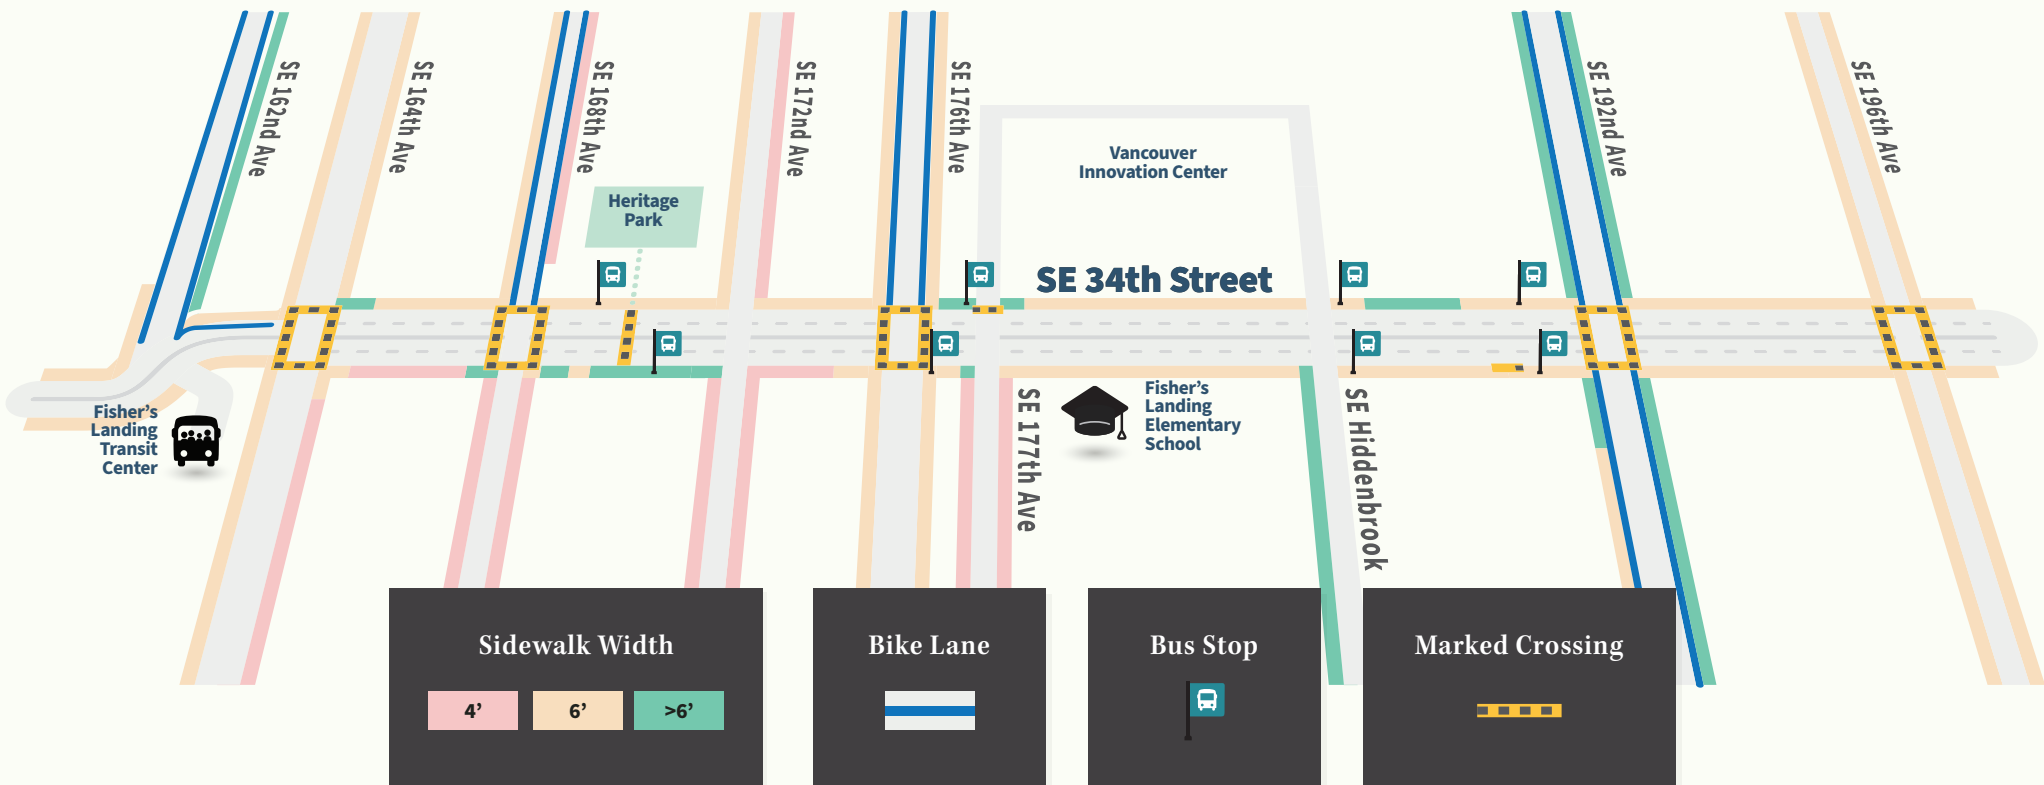 SE 162nd Ave
SE 164th Ave
SE 168th Ave
SE 172nd Ave
SE 176th Ave
SE 192nd Ave
SE 196th Ave
Vancouver
Innovation Center
Heritage
Park
SE 34th Street
Fisher’s
Landing
Transit
Center
SE 177th Ave
Fisher’s
Landing
Elementary
School
SE Hiddenbrook
Sidewalk Width
4’
6’
>6’
Bike Lane
Bus Stop
Marked Crossing